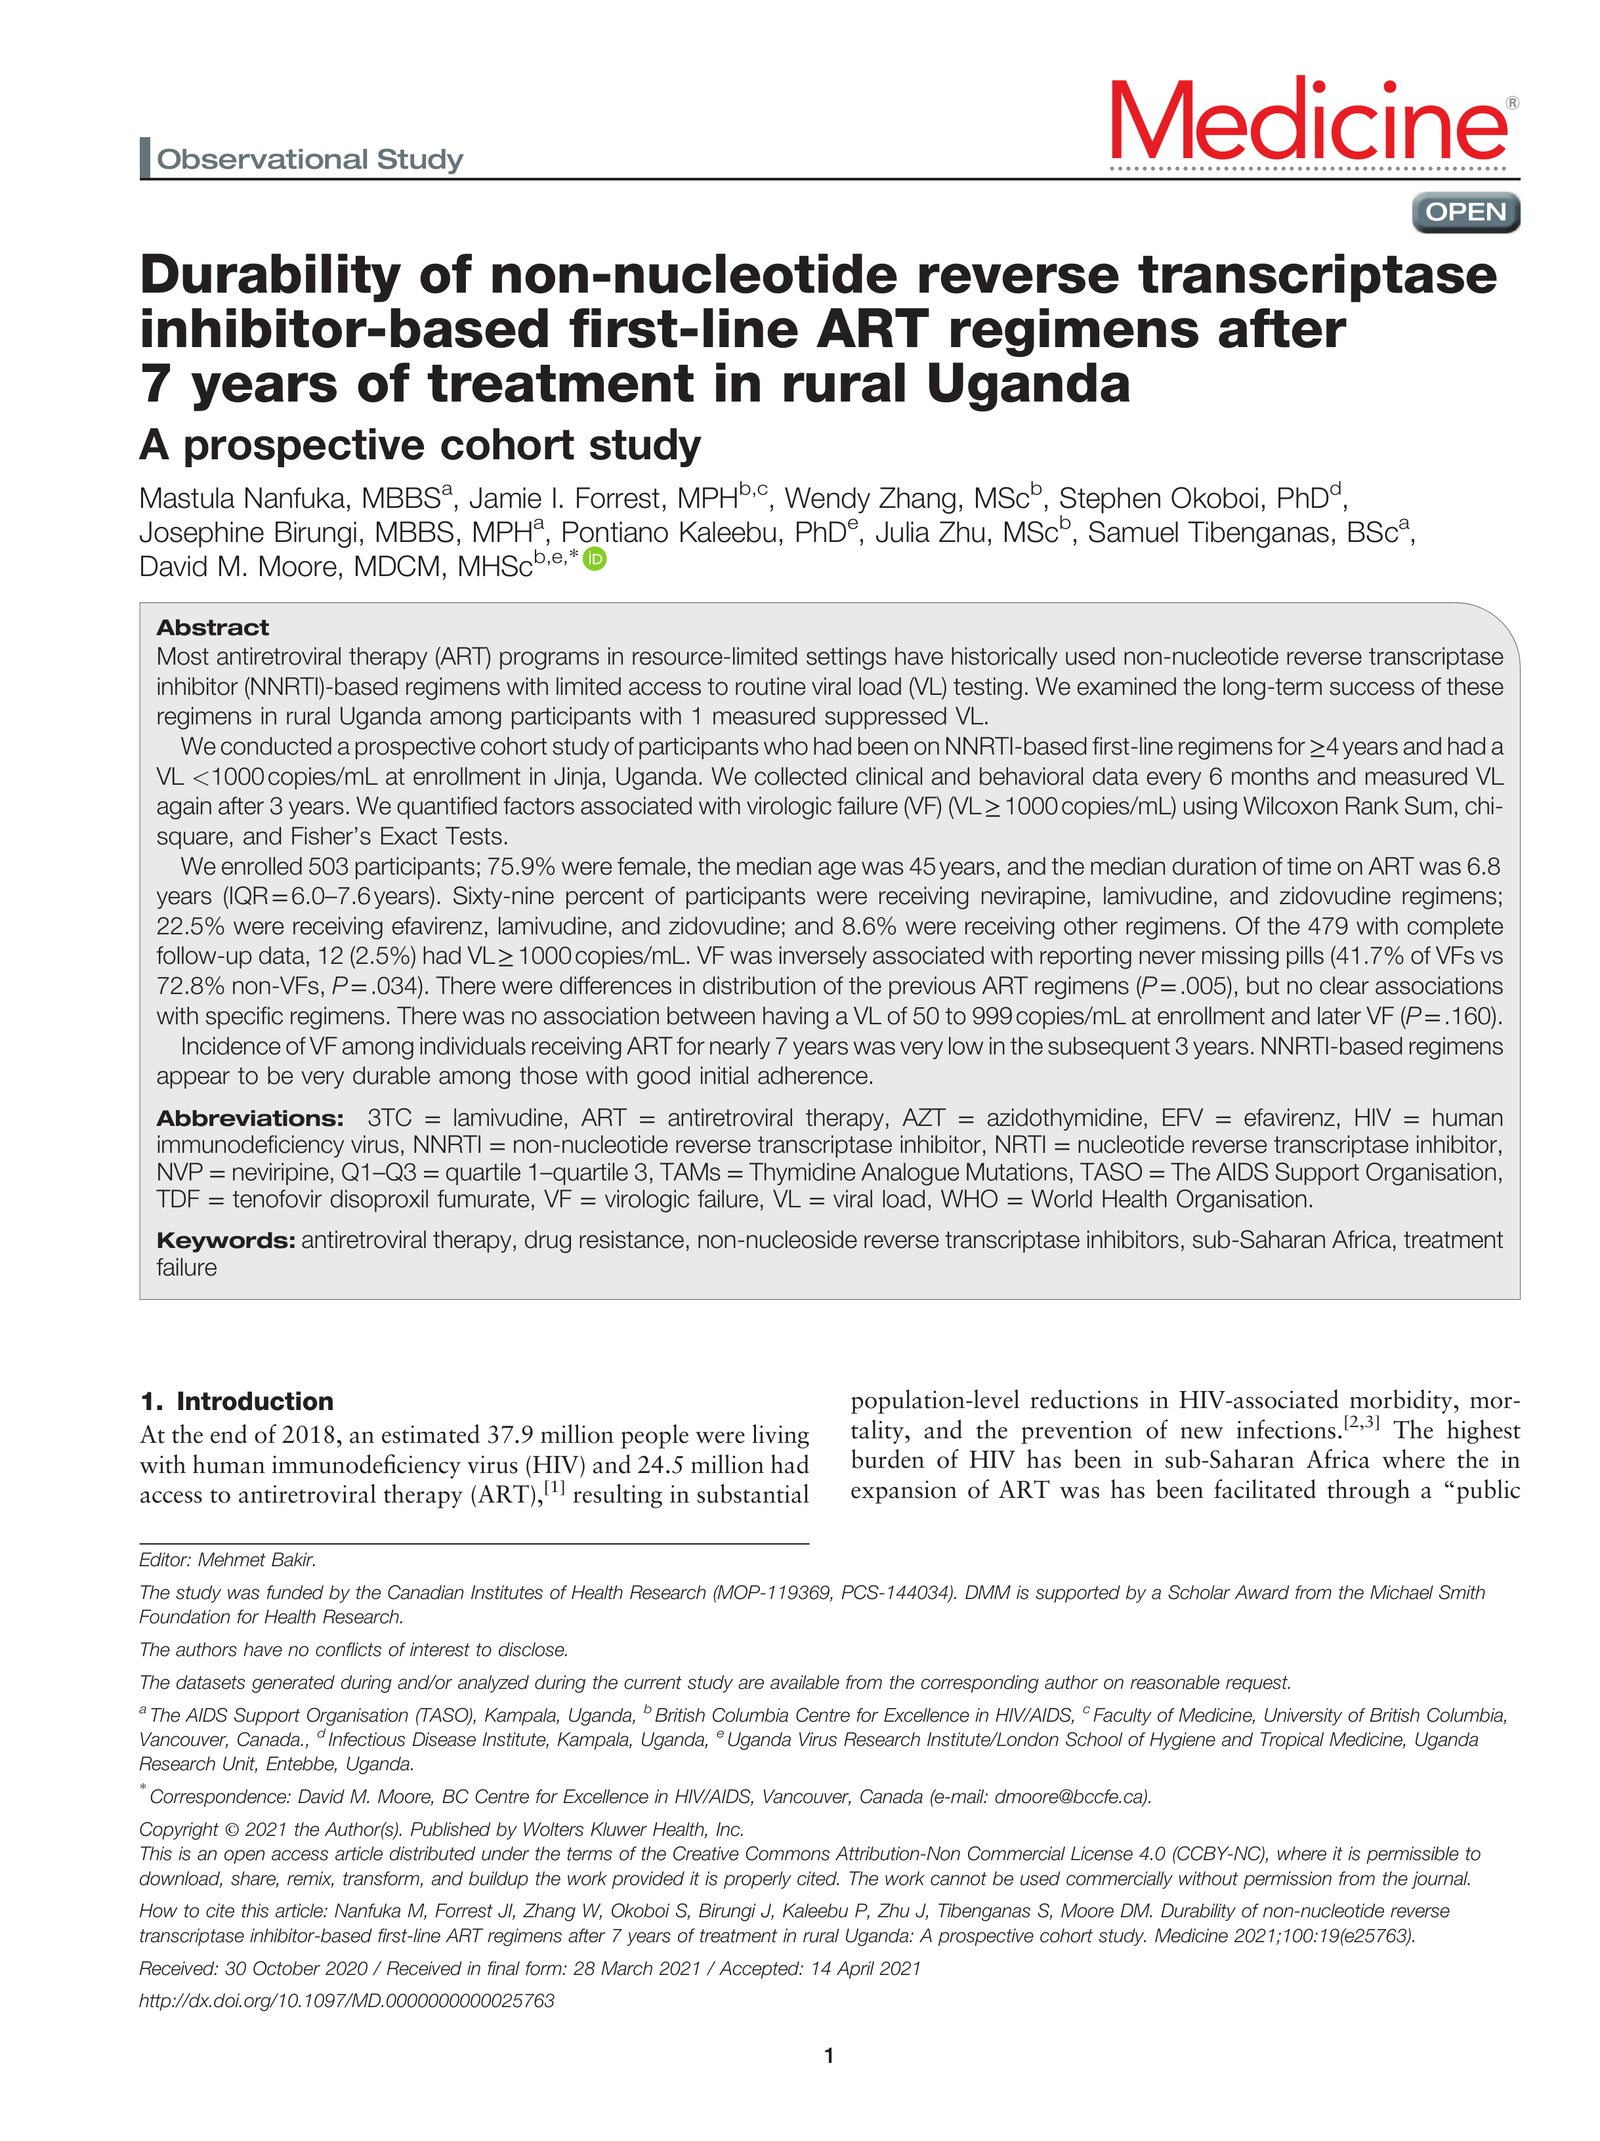 Observational Study
Medicine®
OPEN
Durability of non-nucleotide reverse transcriptase
inhibitor-based first-line ART regimens after
7 years of treatment in rural Uganda
A prospective cohort study
Mastula Nanfuka, MBBSa, Jamie I. Forrest, MPHb,c, Wendy Zhang, MScb, Stephen Okoboi, PhDd,
Josephine Birungi, MBBS, MPHa, Pontiano Kaleebu, PhDe, Julia Zhu, MScb, Samuel Tibenganas, BSca,
David M. Moore, MDCM, MHScb,e,* iD
Abstract
Most antiretroviral therapy (ART) programs in resource-limited settings have historically used non-nucleotide reverse transcriptase
inhibitor (NNRTI)-based regimens with limited access to routine viral load (VL) testing. We examined the long-term success of these
regimens in rural Uganda among participants with 1 measured suppressed VL.
We conducted a prospective cohort study of participants who had been on NNRTI-based first-line regimens for ≥4 years and had a
VL <1000 copies/mL at enrollment in Jinja, Uganda. We collected clinical and behavioral data every 6 months and measured VL
again after 3 years. We quantified factors associated with virologic failure (VF) (VL ≥ 1000 copies/mL) using Wilcoxon Rank Sum, chi-
square, and Fisher's Exact Tests.
We enrolled 503 participants; 75.9% were female, the median age was 45 years, and the median duration of time on ART was 6.8
years (IQR = 6.0–7.6 years). Sixty-nine percent of participants were receiving nevirapine, lamivudine, and zidovudine regimens;
22.5% were receiving efavirenz, lamivudine, and zidovudine; and 8.6% were receiving other regimens. Of the 479 with complete
follow-up data, 12 (2.5%) had VL ≥ 1000 copies/mL. VF was inversely associated with reporting never missing pills (41.7% of VFs vs
72.8% non-VFs, P = .034). There were differences in distribution of the previous ART regimens (P = .005), but no clear associations
with specific regimens. There was no association between having a VL of 50 to 999 copies/mL at enrollment and later VF (P = .160).
Incidence of VF among individuals receiving ART for nearly 7 years was very low in the subsequent 3 years. NNRTI-based regimens
appear to be very durable among those with good initial adherence.
Abbreviations: 3TC = lamivudine, ART = antiretroviral therapy, AZT = azidothymidine, EFV = efavirenz, HIV = human
immunodeficiency virus, NNRTI = non-nucleotide reverse transcriptase inhibitor, NRTI = nucleotide reverse transcriptase inhibitor,
NVP = neviripine, Q1–Q3 = quartile 1–quartile 3, TAMs = Thymidine Analogue Mutations, TASO = The AIDS Support Organisation,
TDF = tenofovir disoproxil fumurate, VF = virologic failure, VL = viral load, WHO = World Health Organisation.
Keywords: antiretroviral therapy, drug resistance, non-nucleoside reverse transcriptase inhibitors, sub-Saharan Africa, treatment
failure
1. Introduction
At the end of 2018, an estimated 37.9 million people were living
with human immunodeficiency virus (HIV) and 24.5 million had
access to antiretroviral therapy (ART),[1] resulting in substantial
population-level reductions in HIV-associated morbidity, mor-
tality, and the prevention of new infections.[2,3] The highest
burden of HIV has been in sub-Saharan Africa where the in
expansion of ART was has been facilitated through a “public
Editor: Mehmet Bakir.
The study was funded by the Canadian Institutes of Health Research (MOP-119369, PCS-144034). DMM is supported by a Scholar Award from the Michael Smith
Foundation for Health Research.
The authors have no conflicts of interest to disclose.
The datasets generated during and/or analyzed during the current study are available from the corresponding author on reasonable request.
a The AIDS Support Organisation (TASO), Kampala, Uganda, b British Columbia Centre for Excellence in HIV/AIDS, c Faculty of Medicine, University of British Columbia,
Vancouver, Canada., d Infectious Disease Institute, Kampala, Uganda, e Uganda Virus Research Institute/London School of Hygiene and Tropical Medicine, Uganda
Research Unit, Entebbe, Uganda.
* Correspondence: David M. Moore, BC Centre for Excellence in HIV/AIDS, Vancouver, Canada (e-mail: dmoore@bccfe.ca).
Copyright © 2021 the Author(s). Published by Wolters Kluwer Health, Inc.
This is an open access article distributed under the terms of the Creative Commons Attribution-Non Commercial License 4.0 (CCBY-NC), where it is permissible to
download, share, remix, transform, and buildup the work provided it is properly cited. The work cannot be used commercially without permission from the journal.
How to cite this article: Nanfuka M, Forrest JI, Zhang W, Okoboi S, Birungi J, Kaleebu P, Zhu J, Tibenganas S, Moore DM. Durability of non-nucleotide reverse
transcriptase inhibitor-based first-line ART regimens after 7 years of treatment in rural Uganda: A prospective cohort study. Medicine 2021;100:19(e25763).
Received: 30 October 2020 / Received in final form: 28 March 2021 / Accepted: 14 April 2021
http://dx.doi.org/10.1097/MD.0000000000025763
1